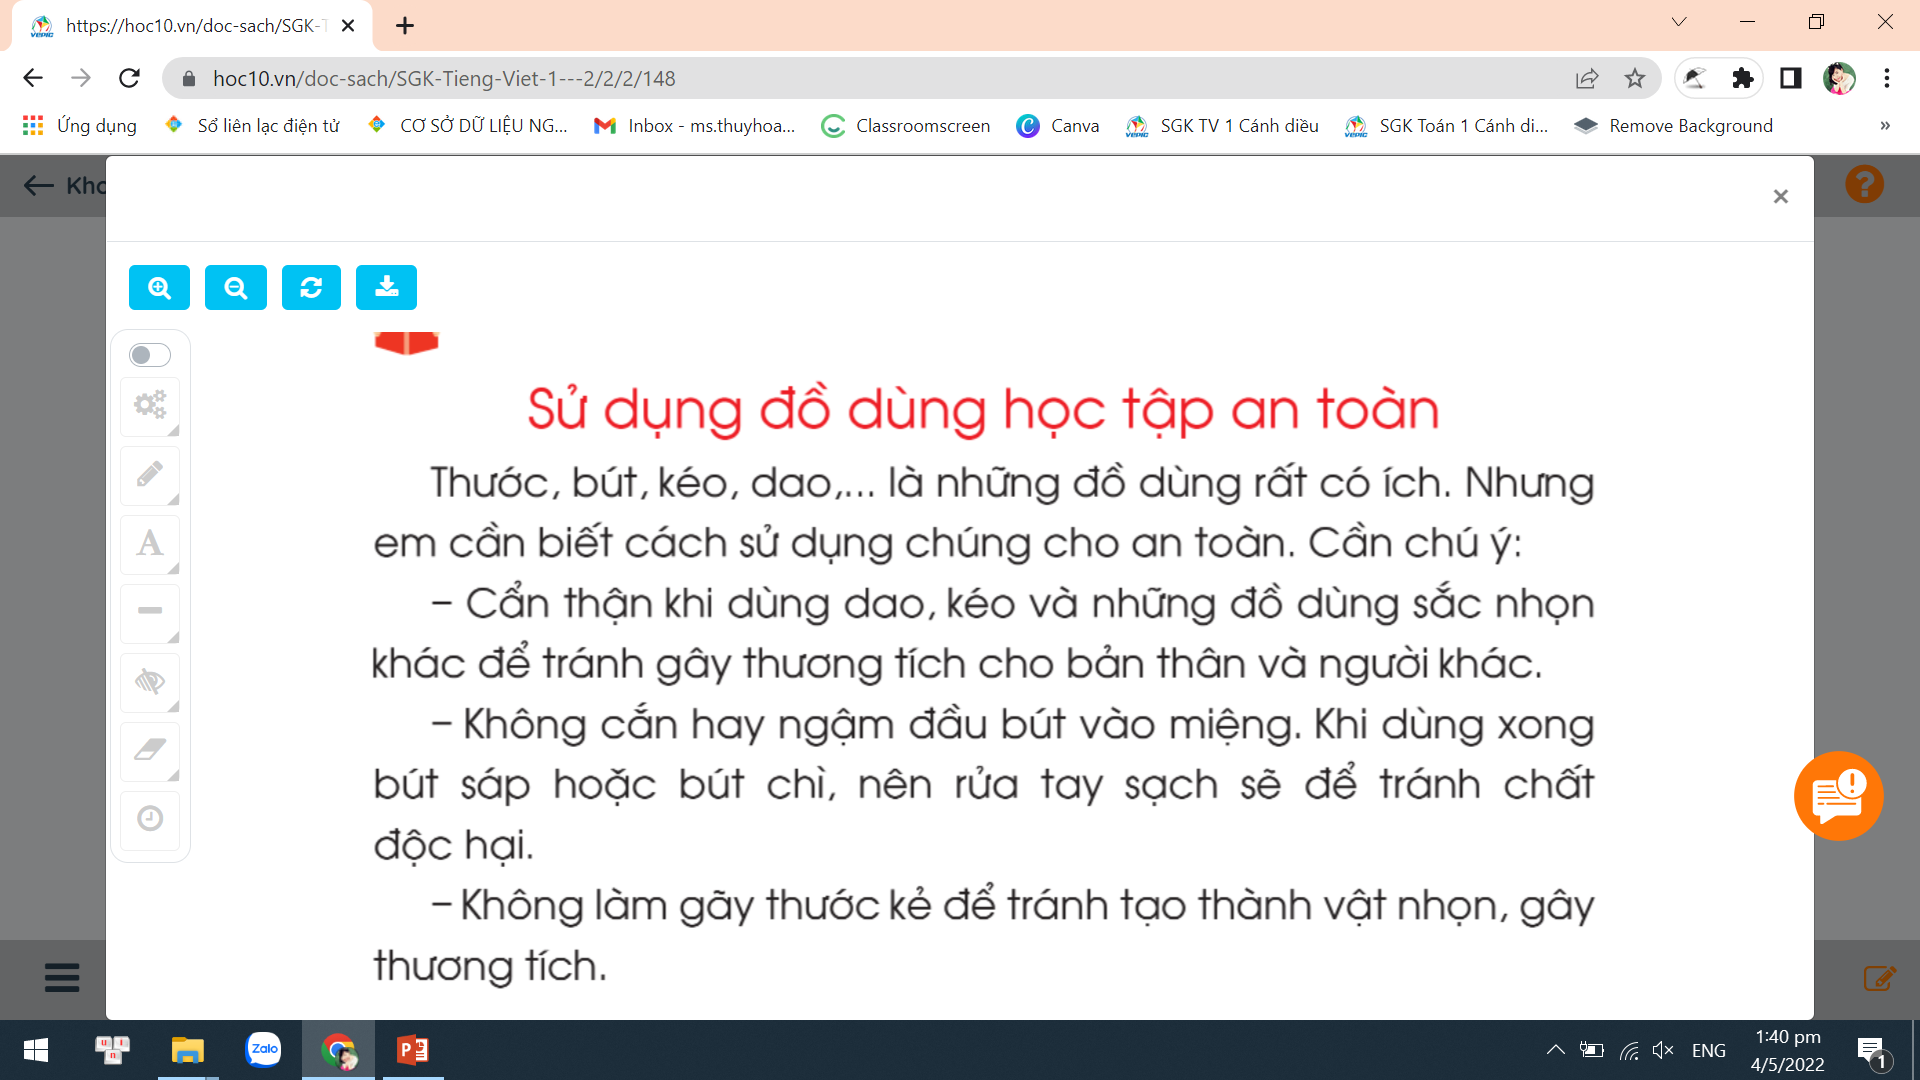 https://hoc10.vn/doc-sach/SGK-T
hoc10.vn/doc-sach/SGK-Tieng-Viet-1---2/2/2/148
Ứng dụng Sổ liên lạc điện tử CƠ SỞ DỮ LIỆU NG... Inbox - ms.thuyhoa... Classroomscreen Canva SGK TV 1 Cánh diều SGK Toán 1 Cánh di... Remove Background »
Kho
Sử dụng đồ dùng học tập an toàn
Thước, bút, kéo, dao,... là những đồ dùng rất có ích. Nhưng
em cần biết cách sử dụng chúng cho an toàn. Cần chú ý:
– Cẩn thận khi dùng dao, kéo và những đồ dùng sắc nhọn
khác để tránh gây thương tích cho bản thân và người khác.
– Không cắn hay ngậm đầu bút vào miệng. Khi dùng xong
bút sáp hoặc bút chì, nên rửa tay sạch sẽ để tránh chất
độc hại.
– Không làm gãy thước kẻ để tránh tạo thành vật nhọn, gây
thương tích.
Zalo
ENG
1:40 pm
4/5/2022
1